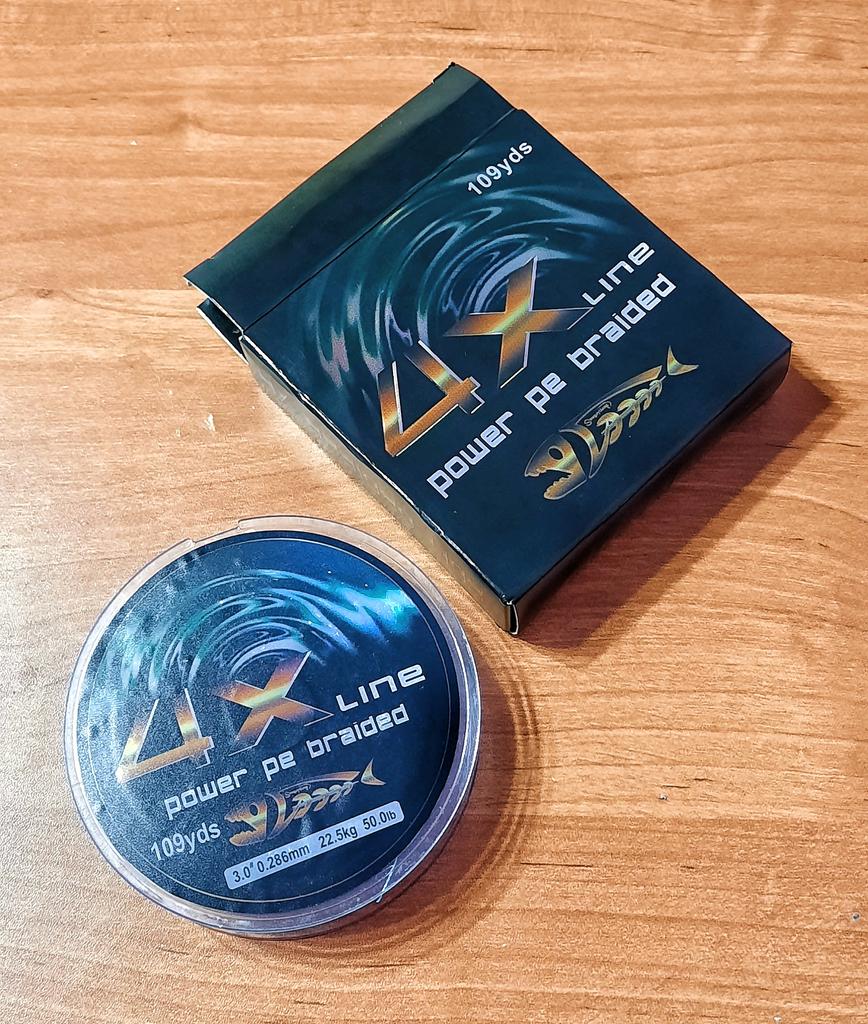 109yds
4X LINE
power pe braided
4X LINE
power pe braided
109yds
3.0# 0.286mm 22.5kg 50.0lb